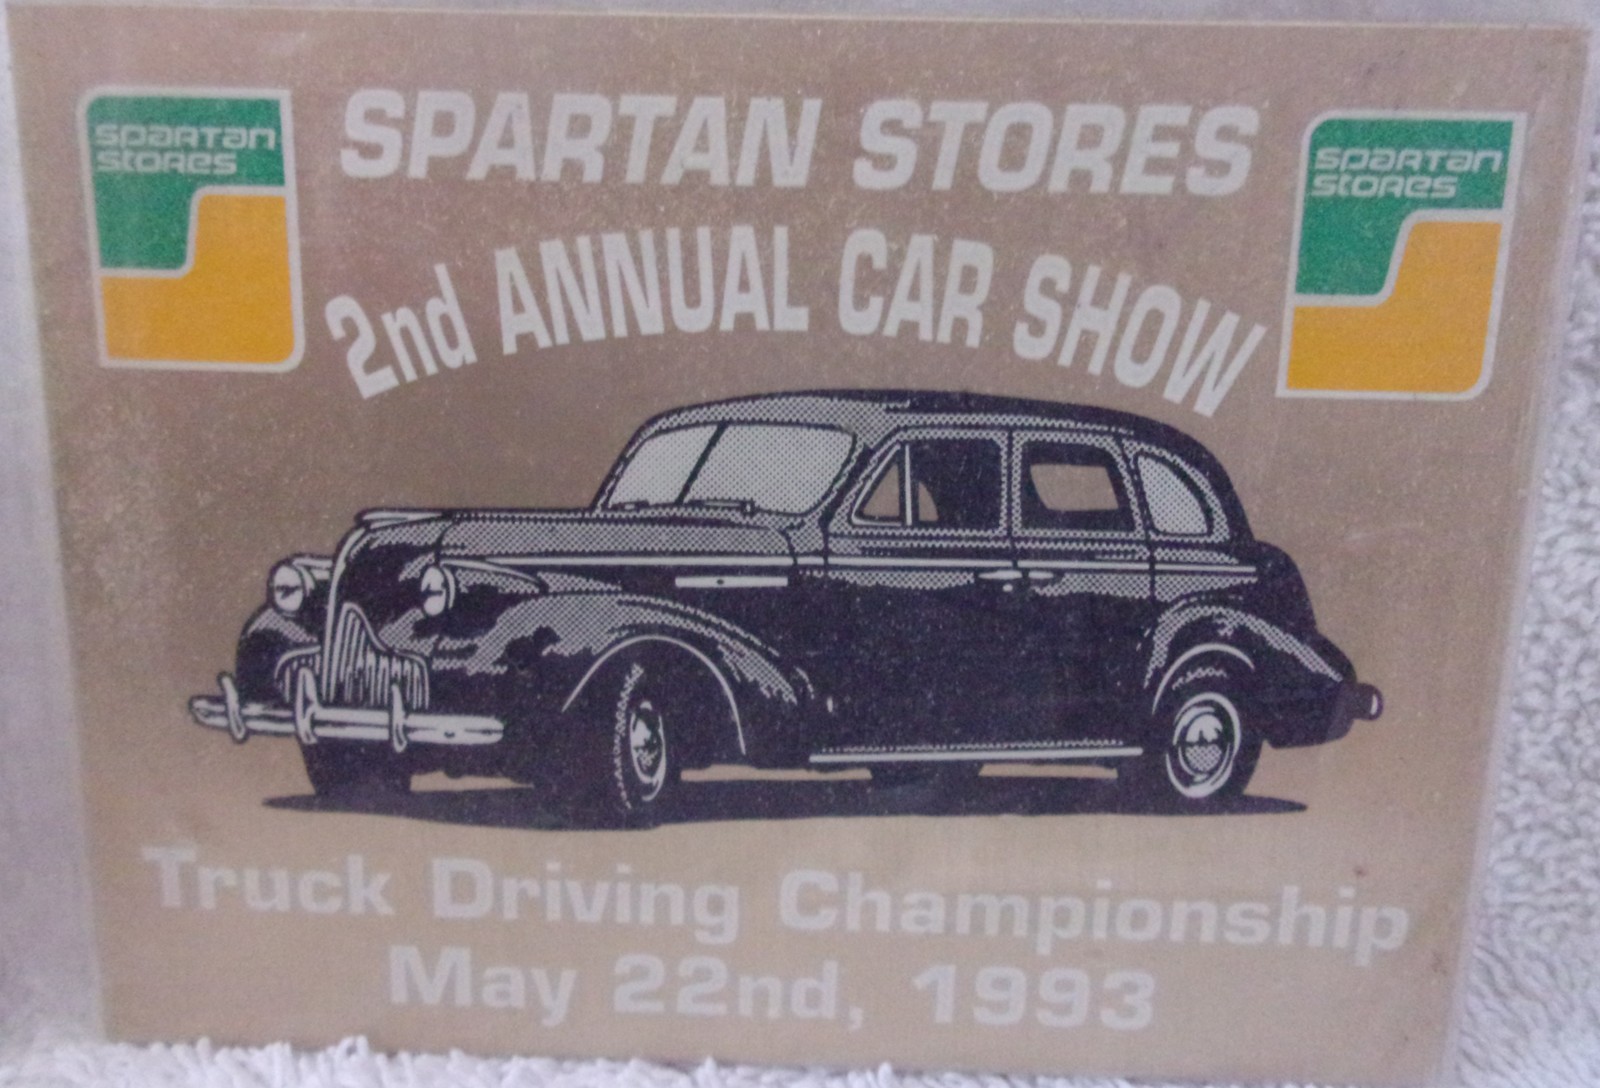 SPARTAN STORES
SPARTAN
STORES
SPARTAN
STORES
2nd ANNUAL CAR SHOW
Truck Driving Championship
May 22nd, 1993